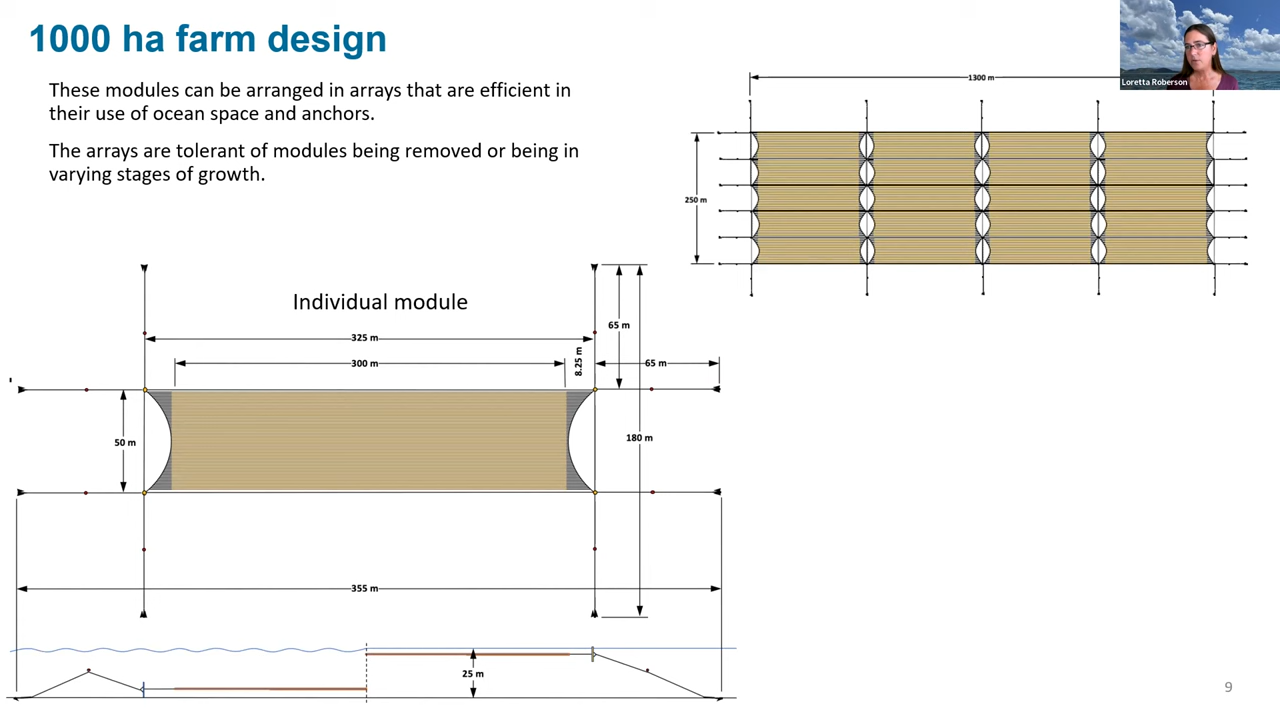 1000 ha farm design
These modules can be arranged in arrays that are efficient in
their use of ocean space and anchors.
The arrays are tolerant of modules being removed or being in
varying stages of growth.
Loretta Roberson
1300 m
250 m
Individual module
325 m
300 m
8.25 m
65 m
65 m
50 m
180 m
355 m
25 m
9